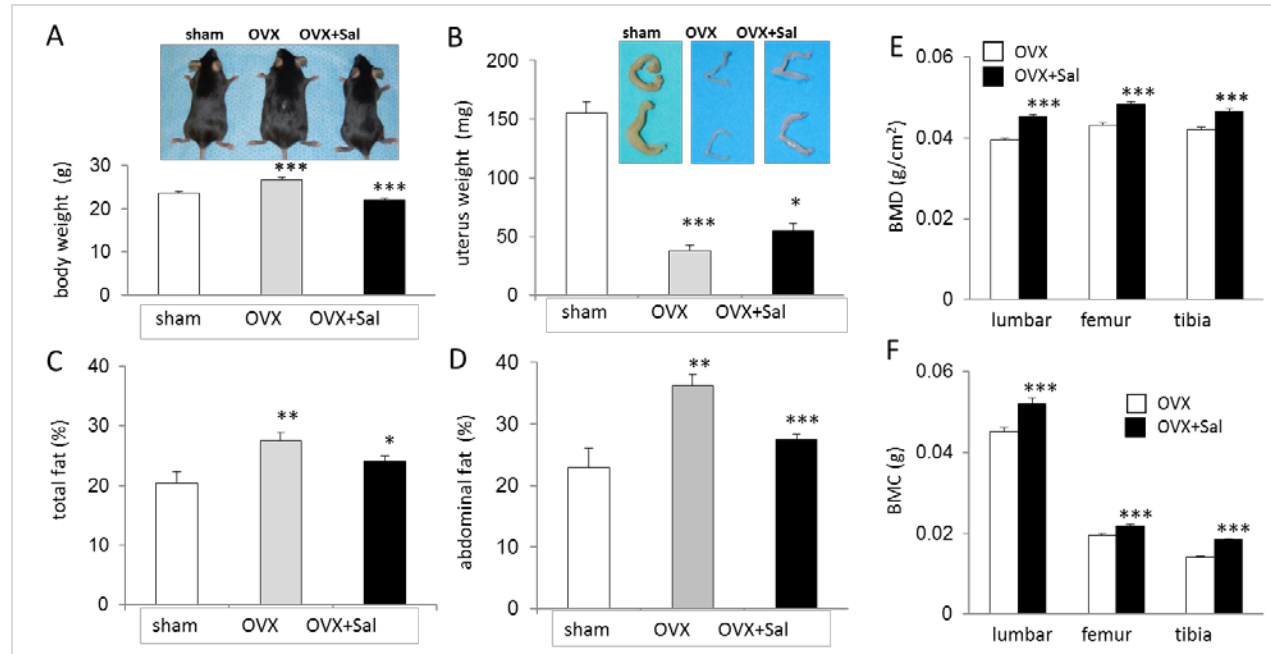 A
sham OVX OVX+Sal
body weight (g)
30
20
10
0
***
***
sham OVX OVX+Sal
B
sham OVX OVX+Sal
uterus weight (mg)
200
150
100
50
0
***
*
sham OVX OVX+Sal
C
total fat (%)
40
30
20
10
0
**
*
sham OVX OVX+Sal
D
abdominal fat (%)
40
30
20
10
0
**
***
sham OVX OVX+Sal
E
OVX
OVX+Sal
BMD (g/cm²)
0.06
0.04
0.02
0
*** *** ***
lumbar femur tibia
F
OVX
OVX+Sal
BMC (g)
0.06
0.04
0.02
0
***
***
***
lumbar femur tibia